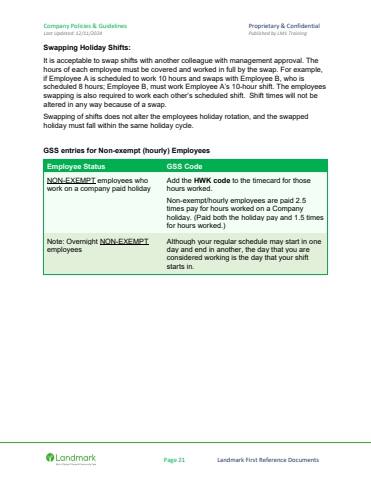 Company Policies & Guidelines
Proprietary & Confidential
Last Updated: 12/11/2024
Published by LMS Training
Swapping Holiday Shifts:
It is acceptable to swap shifts with another colleague with management approval. The
hours of each employee must be covered and worked in full by the swap. For example,
if Employee A is scheduled to work 10 hours and swaps with Employee B, who is
scheduled 8 hours; Employee B, must work Employee A's 10-hour shift. The employees
swapping is also required to work each other's scheduled shift. Shift times will not be
altered in any way because of a swap.
Swapping of shifts does not alter the employees holiday rotation, and the swapped
holiday must fall within the same holiday cycle.
GSS entries for Non-exempt (hourly) Employees
Employee Status
GSS Code
NON-EXEMPT employees who
work on a company paid holiday
Add the HWK code to the timecard for those
hours worked.
Non-exempt/hourly employees are paid 2.5
times pay for hours worked on a Company
holiday. (Paid both the holiday pay and 1.5 times
for hours worked.)
Note: Overnight NON-EXEMPT
employees
Although your regular schedule may start in one
day and end in another, the day that you are
considered working is the day that your shift
starts in.
Landmark
Page 21
Landmark First Reference Documents